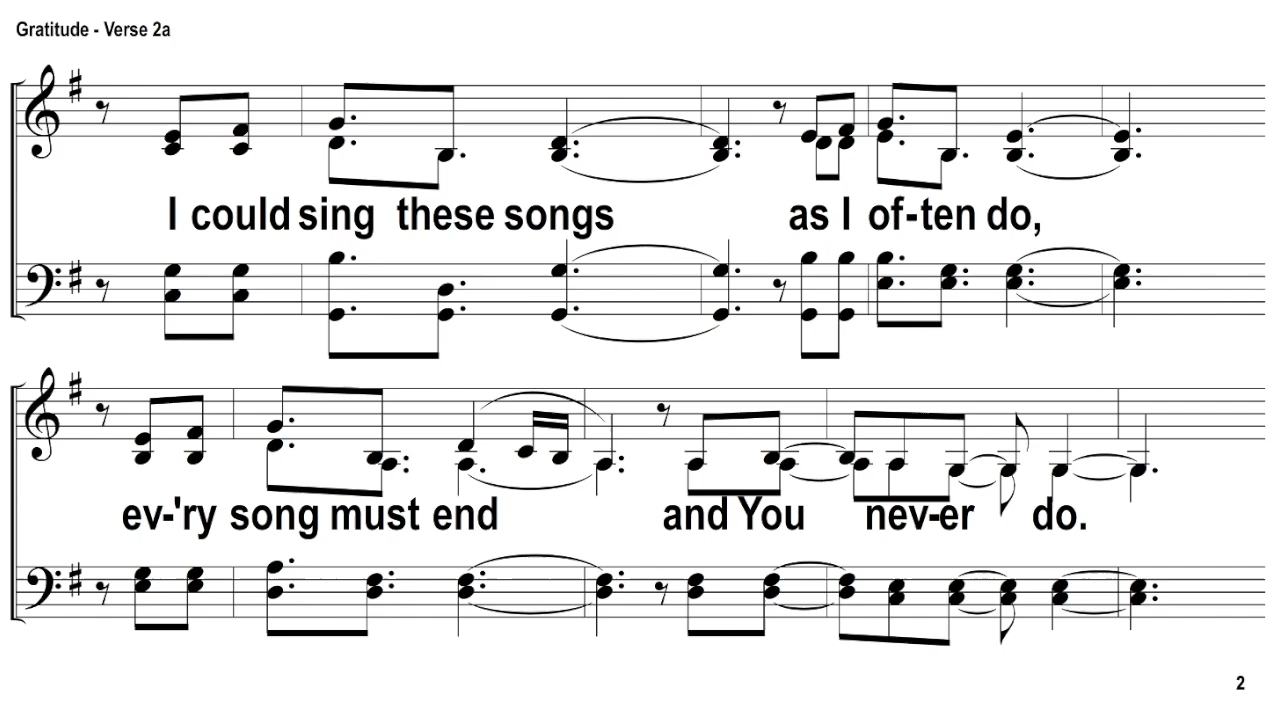 Gratitude - Verse 2a
I could sing these songs as I of-ten do,
ev-'ry song must end and You nev-er do.
2